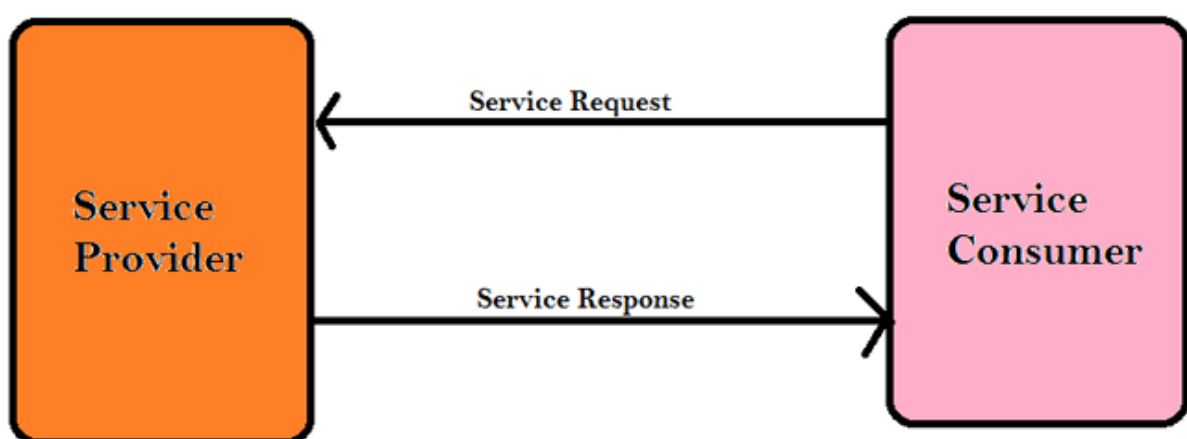 Service Request
Service
Provider
Service
Consumer
Service Response